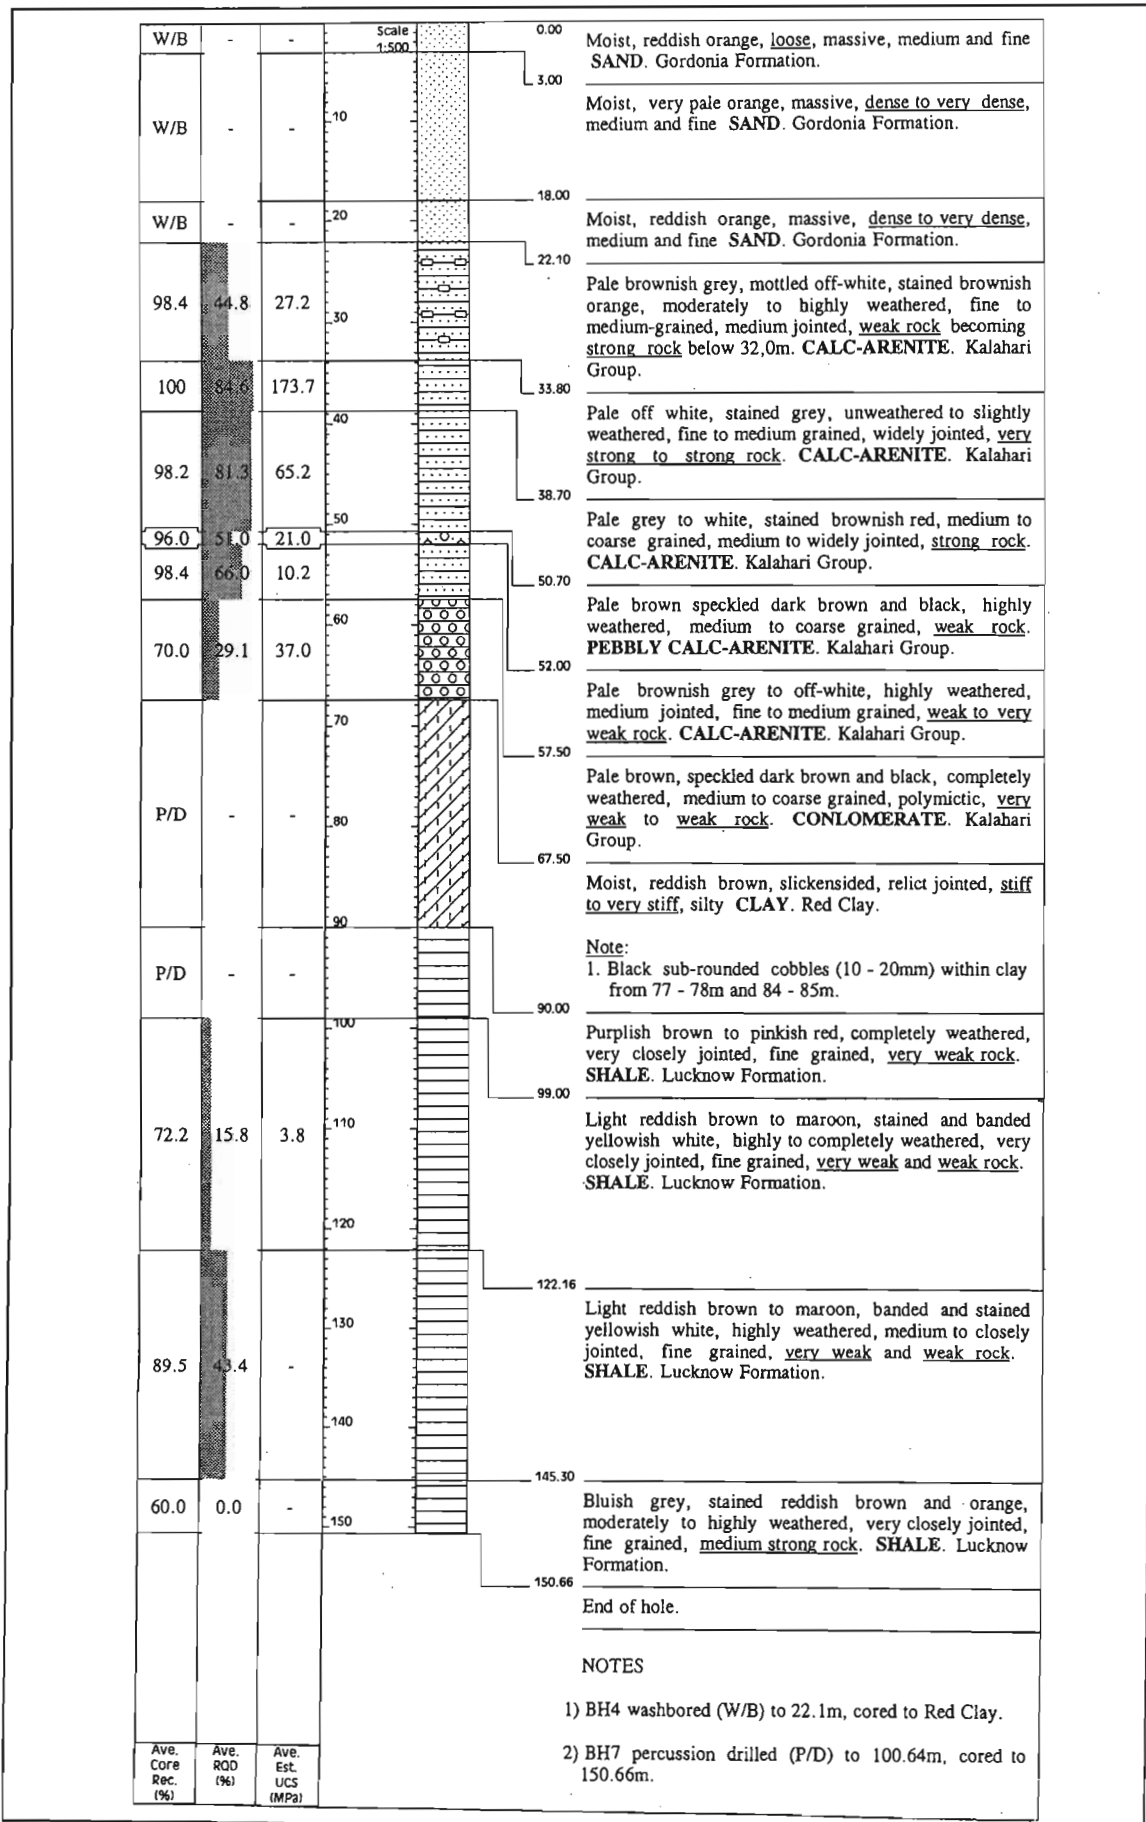 W/B - - Scale 1:500 0.00
Moist, reddish orange, loose, massive, medium and fine
SAND. Gordonia Formation.
3.00
W/B - - 10
Moist, very pale orange, massive, dense to very dense,
medium and fine SAND. Gordonia Formation.
18.00
W/B - - 20
Moist, reddish orange, massive, dense to very dense,
medium and fine SAND. Gordonia Formation.
22.10
98.4 44.8 27.2 30
Pale brownish grey, mottled off-white, stained brownish
orange, moderately to highly weathered, fine to
medium-grained, medium jointed, weak rock becoming
strong rock below 32,0m. CALC-ARENITE. Kalahari
Group.
33.80
100 84.6 173.7 40
Pale off white, stained grey, unweathered to slightly
weathered, fine to medium grained, widely jointed, very
strong to strong rock. CALC-ARENITE. Kalahari
Group.
38.70
98.2 81.3 65.2 50
Pale grey to white, stained brownish red, medium to
coarse grained, medium to widely jointed, strong rock.
CALC-ARENITE. Kalahari Group.
50.70
96.0 51.0 21.0
Pale brown speckled dark brown and black, highly
weathered, medium to coarse grained, weak rock.
PEBBLY CALC-ARENITE. Kalahari Group.
52.00
98.4 66.0 10.2
Pale brownish grey to off-white, highly weathered,
medium jointed, fine to medium grained, weak to very
weak rock. CALC-ARENITE. Kalahari Group.
57.50
70.0 29.1 37.0 60
Pale brown, speckled dark brown and black, completely
weathered, medium to coarse grained, polymictic, very
weak to weak rock. CONLOMERATE. Kalahari
Group.
67.50
P/D - - 70 80 90
Moist, reddish brown, slickensided, relict jointed, stiff
to very stiff, silty CLAY. Red Clay.
Note:
1. Black sub-rounded cobbles (10 - 20mm) within clay
from 77 - 78m and 84 - 85m.
90.00
P/D - - 100
Purplish brown to pinkish red, completely weathered,
very closely jointed, fine grained, very weak rock.
SHALE. Lucknow Formation.
99.00
72.2 15.8 3.8 110 120
Light reddish brown to maroon, stained and banded
yellowish white, highly to completely weathered, very
closely jointed, fine grained, very weak and weak rock.
SHALE. Lucknow Formation.
122.16
89.5 43.4 - 130 140
Light reddish brown to maroon, banded and stained
yellowish white, highly weathered, medium to closely
jointed, fine grained, very weak and weak rock.
SHALE. Lucknow Formation.
145.30
60.0 0.0 - 150
Bluish grey, stained reddish brown and orange,
moderately to highly weathered, very closely jointed,
fine grained, medium strong rock. SHALE. Lucknow
Formation.
150.66
End of hole.
NOTES
1) BH4 washbored (W/B) to 22.1m, cored to Red Clay.
2) BH7 percussion drilled (P/D) to 100.64m, cored to
150.66m.
Ave. Core Rec. (%)
Ave. RQD (%)
Ave. Est. UCS (MPa)